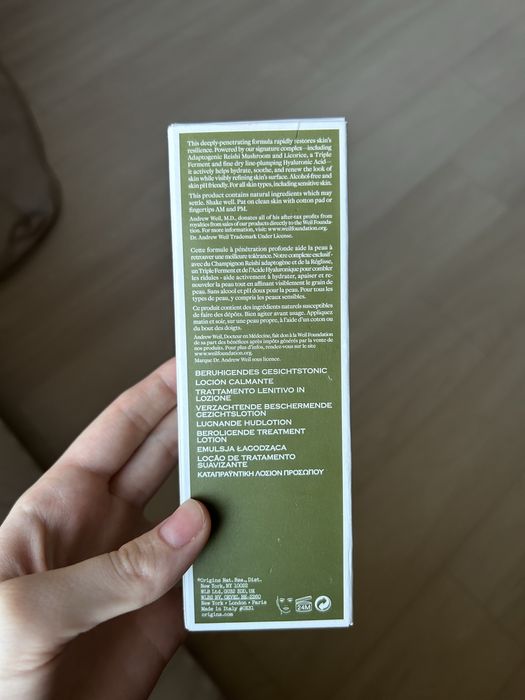 This deeply-penetrating formula rapidly restores skin's
resilience. Powered by our signature complex—including
Adaptogenic Reishi Mushroom and Licorice, a Triple
Ferment and fine dry line-plumping Hyaluronic Acid—
it actively helps hydrate, soothe, and renew the look of
skin while visibly refining skin's surface. Alcohol-free and
skin pH friendly. For all skin types, including sensitive skin.
This product contains natural ingredients which may
settle. Shake well. Pat on clean skin with cotton pad or
fingertips AM and PM.
Andrew Weil, M.D., donates all of his after-tax profits from
royalties from sales of our products directly to the Weil Founda-
tion. For more information, visit: www.weilfoundation.org.
Dr. Andrew Weil Trademark Under License.
Cette formule à pénétration profonde aide la peau à
retrouver une meilleure tolérance. Notre complexe exclusif -
avec du Champignon Reishi adaptogène et de la Réglisse,
un Triple Ferment et de l'Acide Hyaluronique pour combler
les ridules - aide activement à hydrater, apaiser et re-
nouveler la peau tout en affinant visiblement le grain de
peau. Sans alcool et pH doux pour la peau. Pour tous les
types de peau, y compris les peaux sensibles.
Ce produit contient des ingrédients naturels susceptibles
de faire des dépôts. Bien agiter avant usage. Appliquez
matin et soir, sur une peau propre, à l'aide d'un coton ou
du bout des doigts.
Andrew Weil, Docteur en Médecine, fait don à la Weil Foundation
de sa part des bénéfices après impôts générés par la vente de
nos produits. Pour plus d'infos, rendez-vous sur le site
www.weilfoundation.org.
Marque Dr. Andrew Weil sous licence.
BERUHIGENDES GESICHTSTONIC
LOCIÓN CALMANTE
TRATTAMENTO LENITIVO IN
LOZIONE
VERZACHTENDE BESCHERMENDE
GEZICHTSLOTION
LUGNANDE HUDLOTION
BEROLIGENDE TREATMENT
LOTION
EMULSJA ŁAGODZĄCA
LOÇÃO DE TRATAMENTO
SUAVIZANTE
ΚΑΤΑΠΡΑΫΝΤΙΚΗ ΛΟΣΙΟΝ ΠΡΟΣΩΠΟΥ
©Origins Nat. Res., Dist.
New York, NY 10022
WLB Ltd, GU32 3DD, UK
WLBS NV, OEVEL, BE-2260
New York • London • Paris
Made in Italy
origins.com
24M